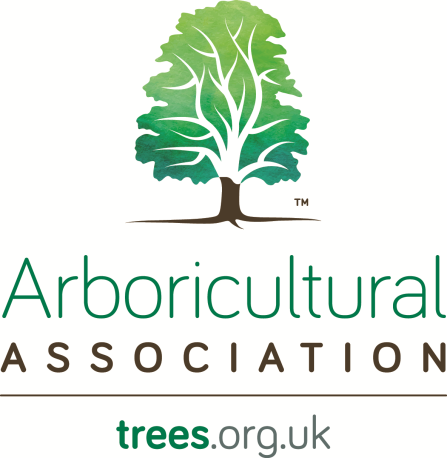 TM
Arboricultural
ASSOCIATION
trees.org.uk